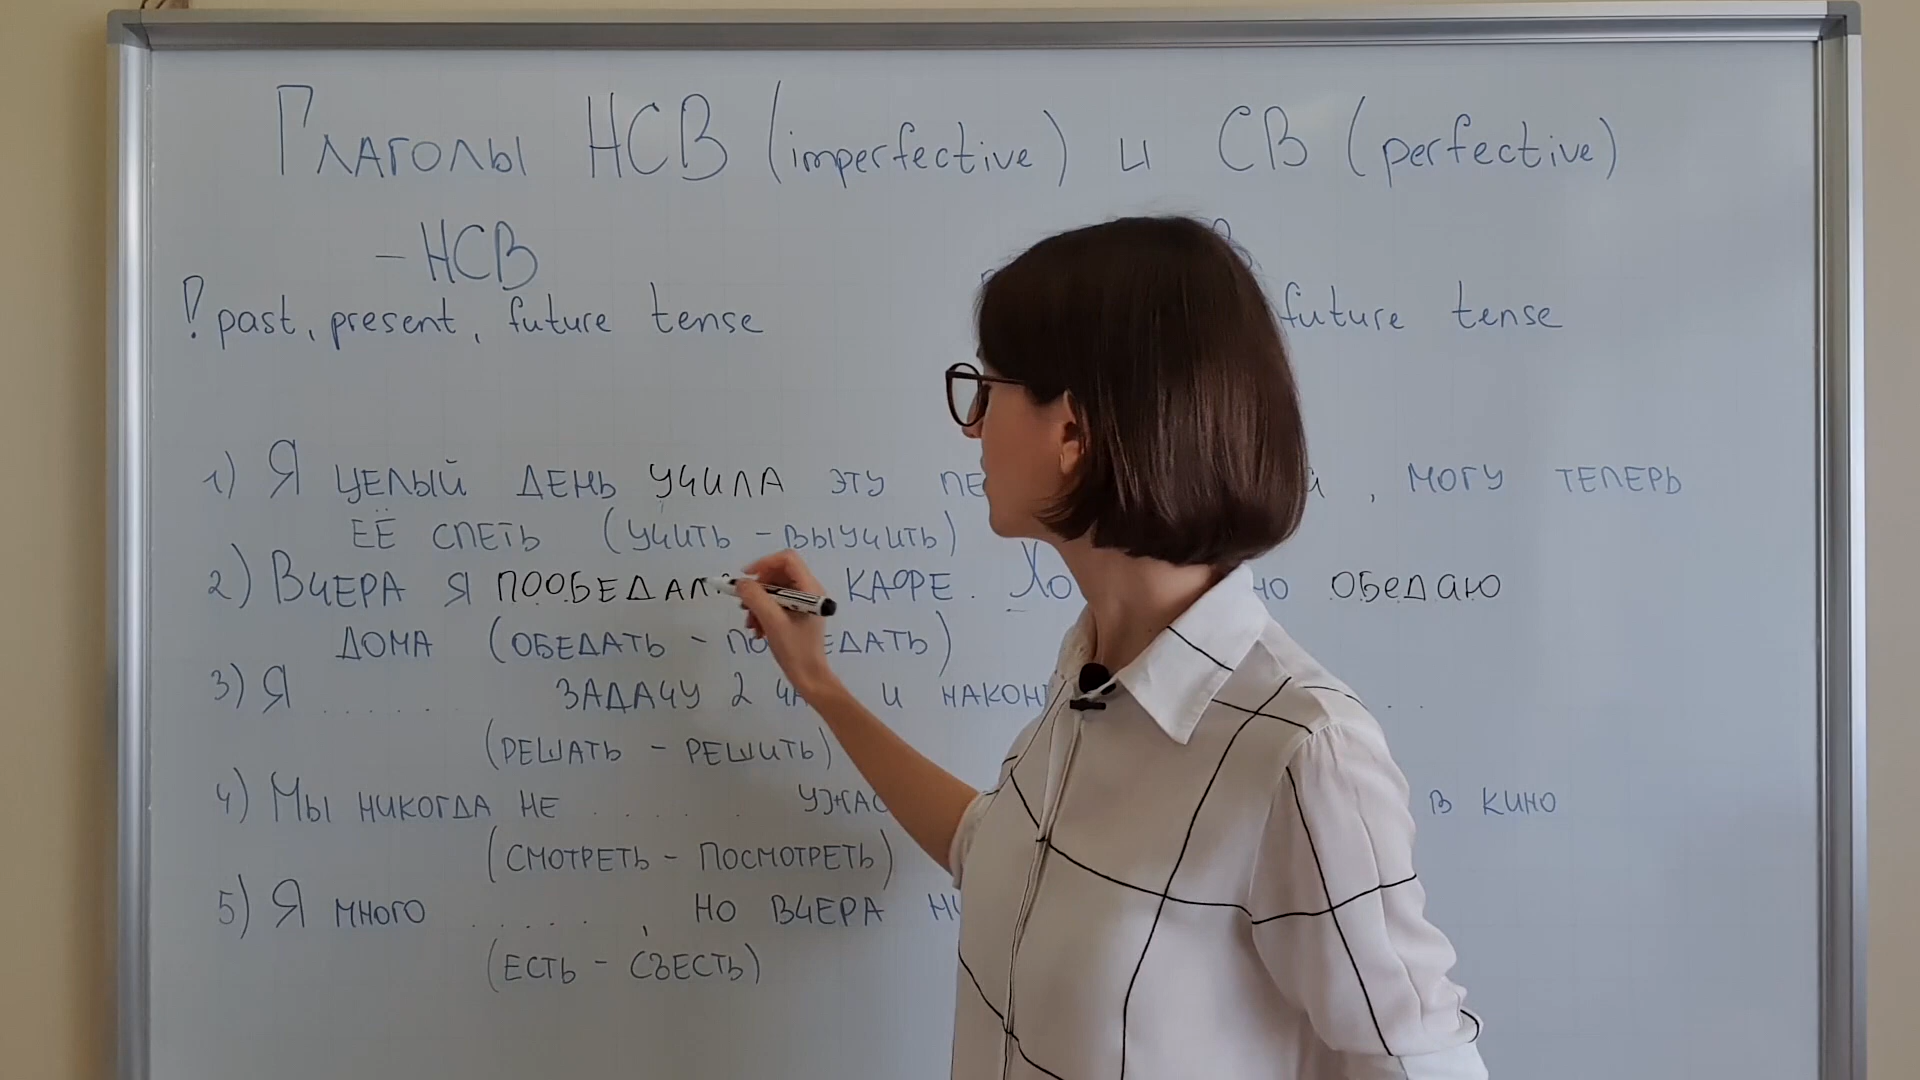 Глаголы НСВ (imperfective) и СВ (perfective)
- НСВ
! past, present, future tense future tense
1) Я целый день учила эту , могу теперь
её спеть (учить - выучить)
2) Вчера я кафе. обедаю
дома (обедать - )
3) Я ...... задачу 2 и ..
(решать - решить)
4) Мы никогда не ..... в кино
(смотреть - посмотреть)
5) Я много ....., но вчера
(есть - съесть)